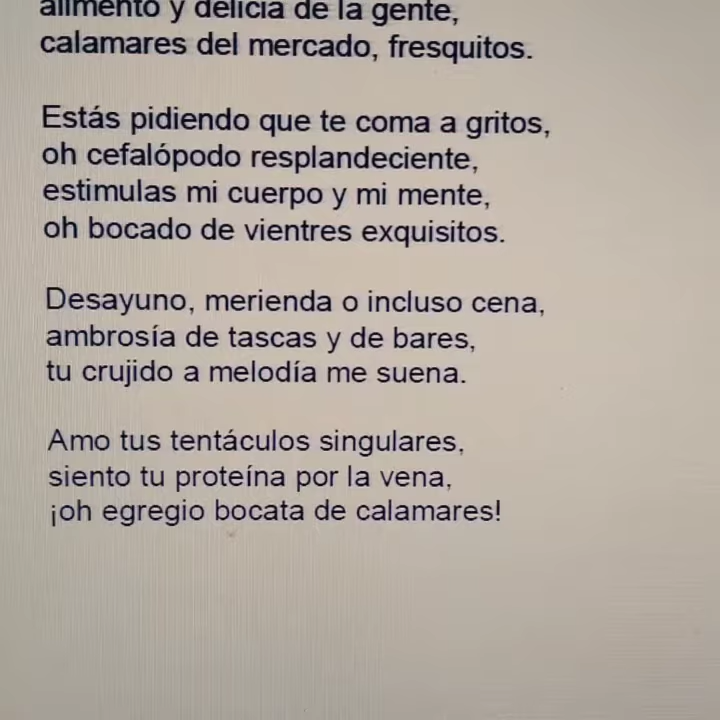 alimento y delicia de la gente,
calamares del mercado, fresquitos.
Estás pidiendo que te coma a gritos,
oh cefalópodo resplandeciente,
estimulas mi cuerpo y mi mente,
oh bocado de vientres exquisitos.
Desayuno, merienda o incluso cena,
ambrosía de tascas y de bares,
tu crujido a melodía me suena.
Amo tus tentáculos singulares,
siento tu proteína por la vena,
¡oh egregio bocata de calamares!